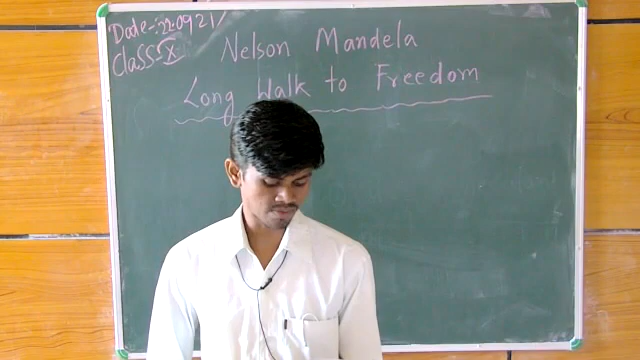 Date-:22.09.21/
Class-X
Nelson Mandela
Long Walk to Freedom